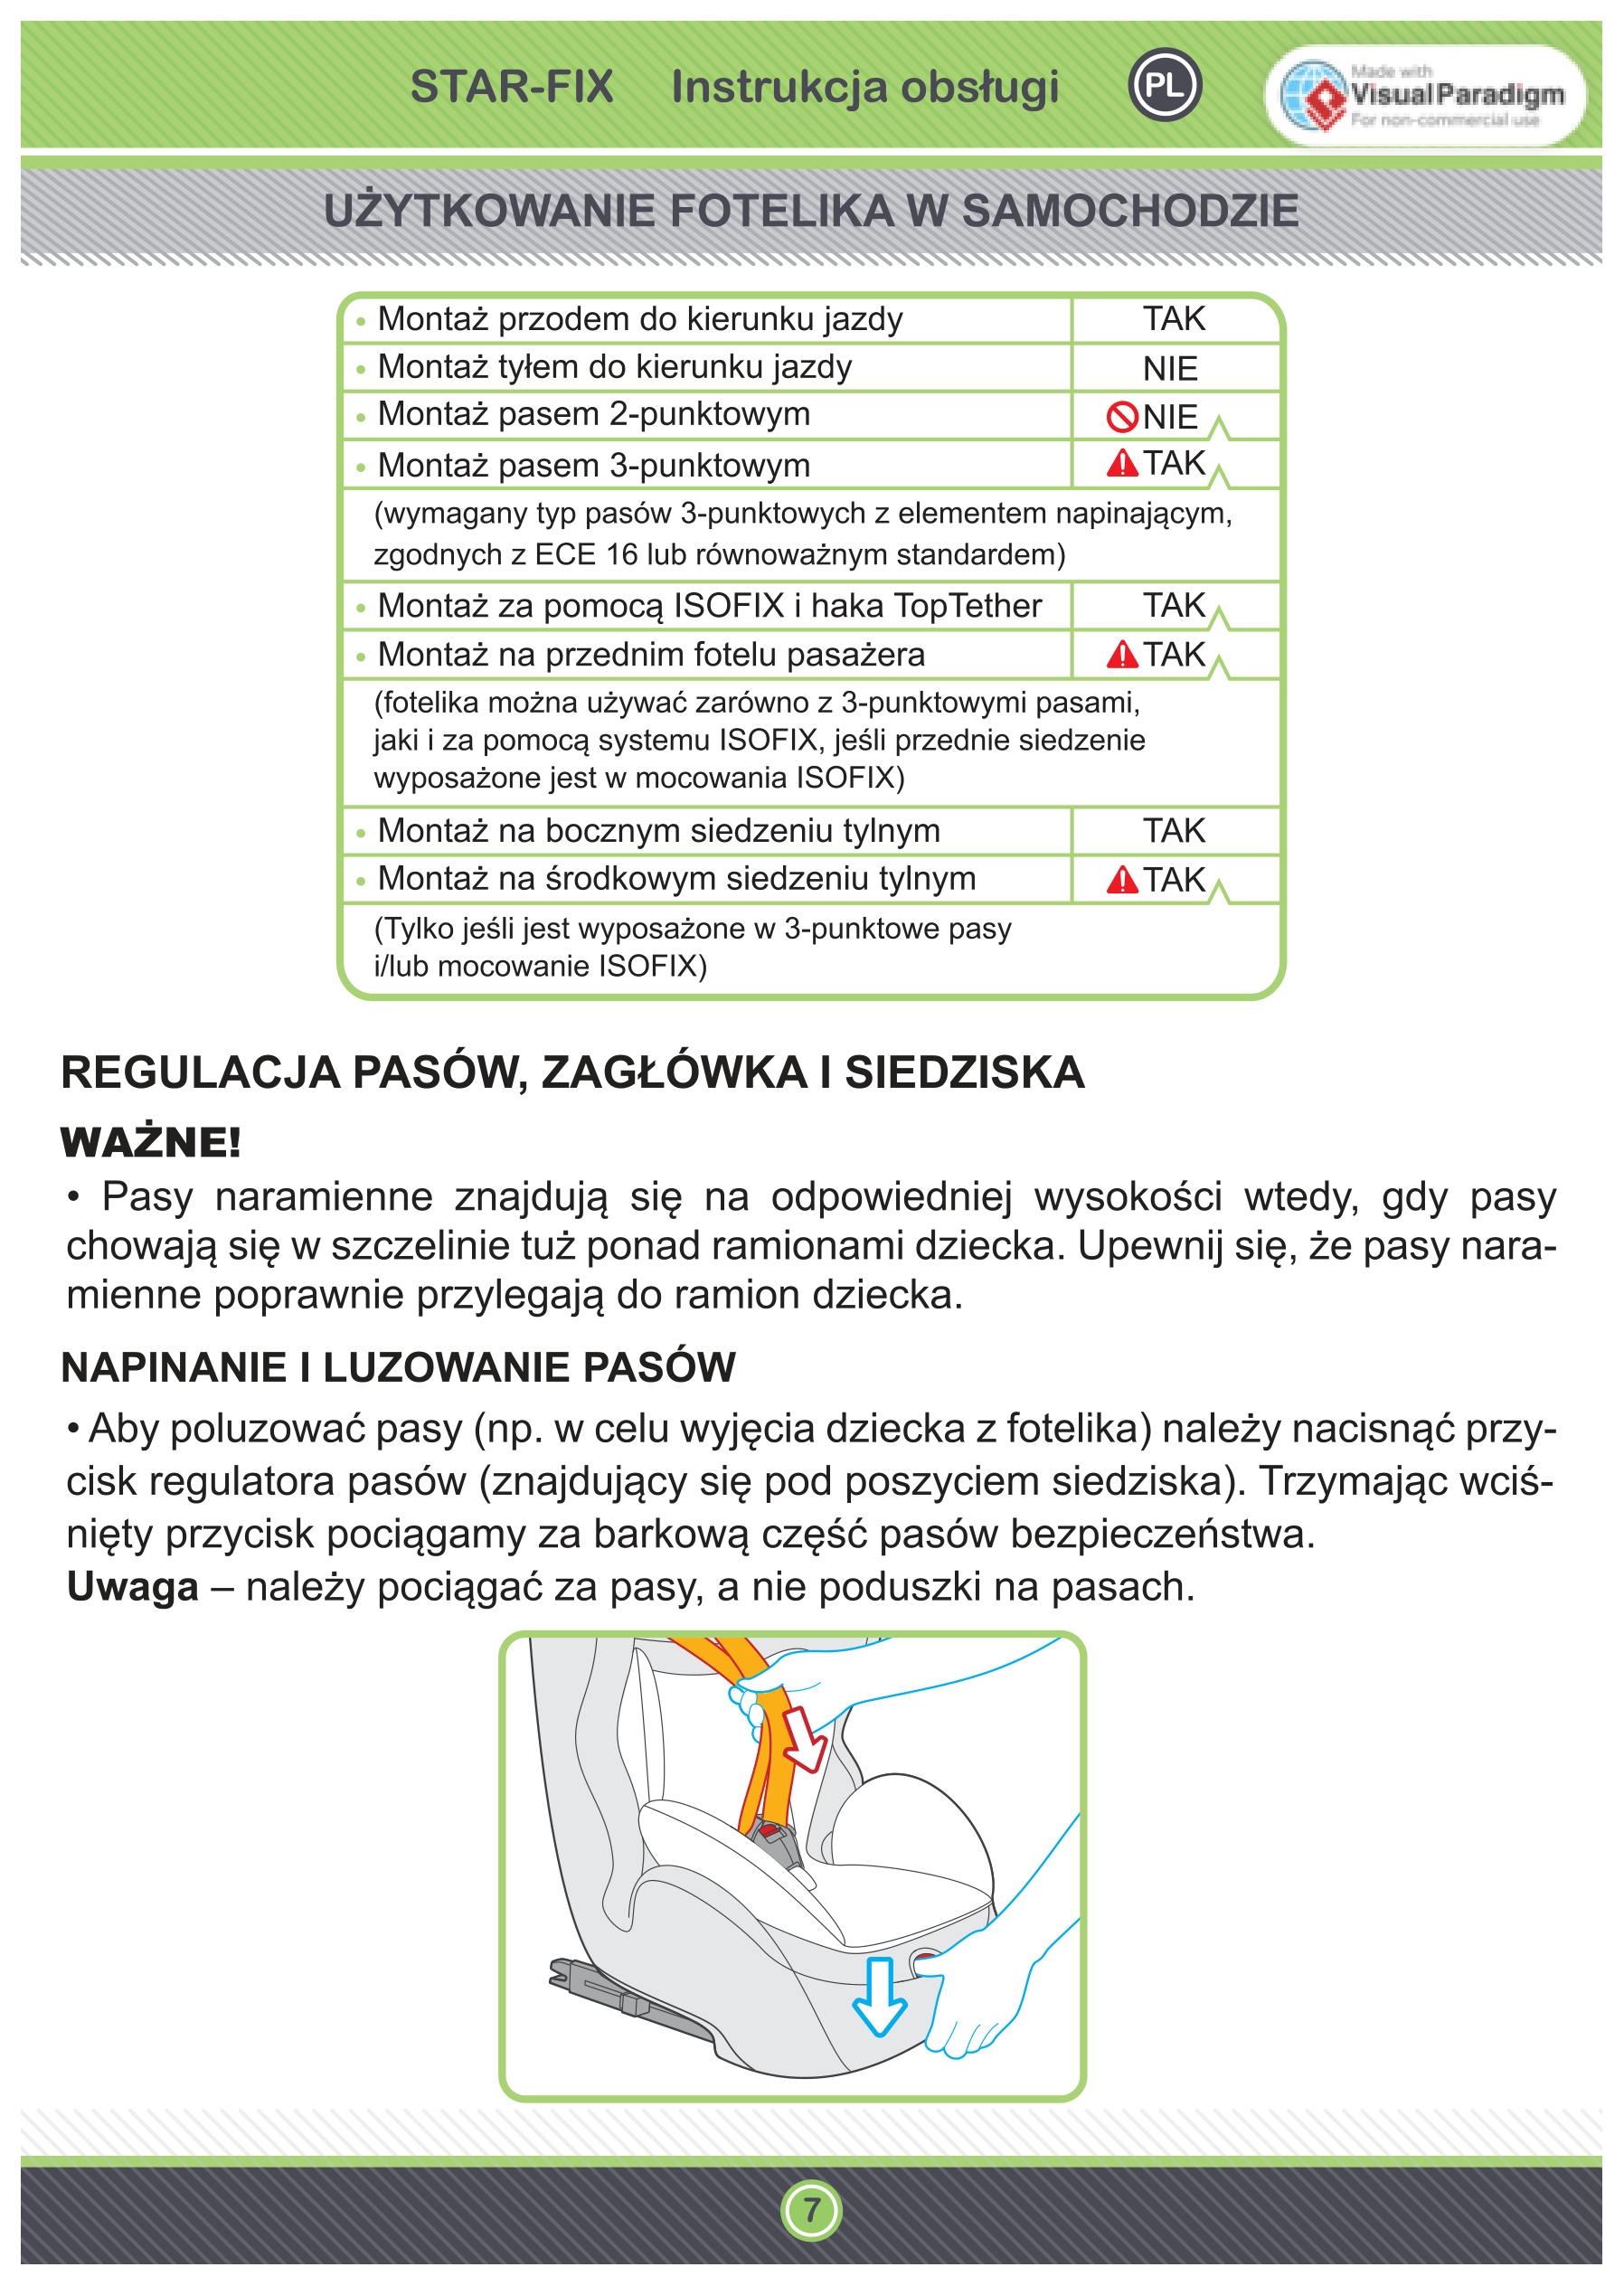 STAR-FIX Instrukcja obsługi PL
Made with
Visual Paradigm
For non-commercial use
UŻYTKOWANIE FOTELIKA W SAMOCHODZIE
• Montaż przodem do kierunku jazdy TAK
• Montaż tyłem do kierunku jazdy NIE
• Montaż pasem 2-punktowym NIE
• Montaż pasem 3-punktowym TAK
(wymagany typ pasów 3-punktowych z elementem napinającym,
zgodnych z ECE 16 lub równoważnym standardem)
• Montaż za pomocą ISOFIX i haka TopTether TAK
• Montaż na przednim fotelu pasażera TAK
(fotelika można używać zarówno z 3-punktowymi pasami,
jaki i za pomocą systemu ISOFIX, jeśli przednie siedzenie
wyposażone jest w mocowania ISOFIX)
• Montaż na bocznym siedzeniu tylnym TAK
• Montaż na środkowym siedzeniu tylnym TAK
(Tylko jeśli jest wyposażone w 3-punktowe pasy
i/lub mocowanie ISOFIX)
REGULACJA PASÓW, ZAGŁÓWKA I SIEDZISKA
WAŻNE!
• Pasy naramienne znajdują się na odpowiedniej wysokości wtedy, gdy pasy
chowają się w szczelinie tuż ponad ramionami dziecka. Upewnij się, że pasy nara-
mienne poprawnie przylegają do ramion dziecka.
NAPINANIE I LUZOWANIE PASÓW
• Aby poluzować pasy (np. w celu wyjęcia dziecka z fotelika) należy nacisnąć przy-
cisk regulatora pasów (znajdujący się pod poszyciem siedziska). Trzymając wciś-
nięty przycisk pociągamy za barkową część pasów bezpieczeństwa.
Uwaga – należy pociągać za pasy, a nie poduszki na pasach.
7